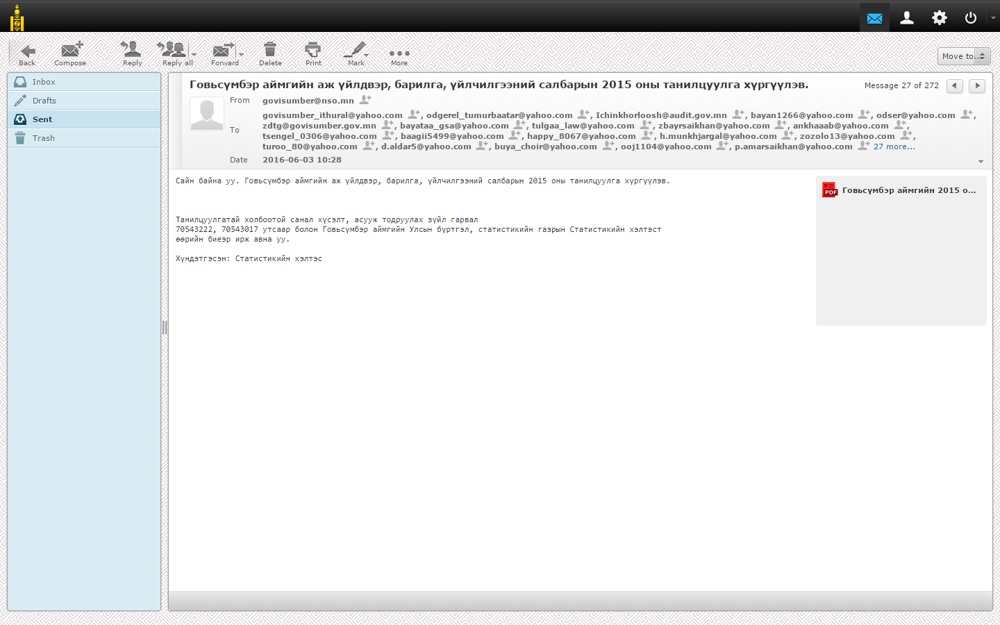 Back
Compose
Reply
Reply all
Forward
Delete
Print
Mark
More
Move to...
Inbox
Drafts
Sent
Trash
Говьсүмбэр аймгийн аж үйлдвэр, барилга, үйлчилгээний салбарын 2015 оны танилцуулга хүргүүлэв.
Message 27 of 272
From govisumber@nso.mn
To
govisumber_ithural@yahoo.com , odgerel_tumurbaatar@yahoo.com , Ichinkhorloosh@audit.gov.mn , bayan1266@yahoo.com , odser@yahoo.com ,
zdtg@govisumber.gov.mn , bayataa_gsa@yahoo.com , tulgaa_law@yahoo.com , zbayrsaikhan@yahoo.com , ankhaaab@yahoo.com ,
tsengel_0306@yahoo.com , baagii5499@yahoo.com , happy_8067@yahoo.com , h.munkhjargal@yahoo.com , zozolo13@yahoo.com ,
turoo_80@yahoo.com , d.aldar5@yahoo.com , buya_choir@yahoo.com , ooj1104@yahoo.com , p.amarsaikhan@yahoo.com 27 more...
Date 2016-06-03 10:28
Сайн байна уу. Говьсүмбэр аймгийн аж үйлдвэр, барилга, үйлчилгээний салбарын 2015 оны танилцуулга хүргүүлэв.
Танилцуулгатай холбоотой санал хүсэлт, асууж тодруулах зүйл гарвал
70543222, 70543017 утсаар болон Говьсүмбэр аймгийн Улсын бүртгэл, статистикийн газрын Статистикийн хэлтэст
өөрийн биеэр ирж авна уу.
Хүндэтгэсэн: Статистикийн хэлтэс
PDF Говьсүмбэр аймгийн 2015 о...